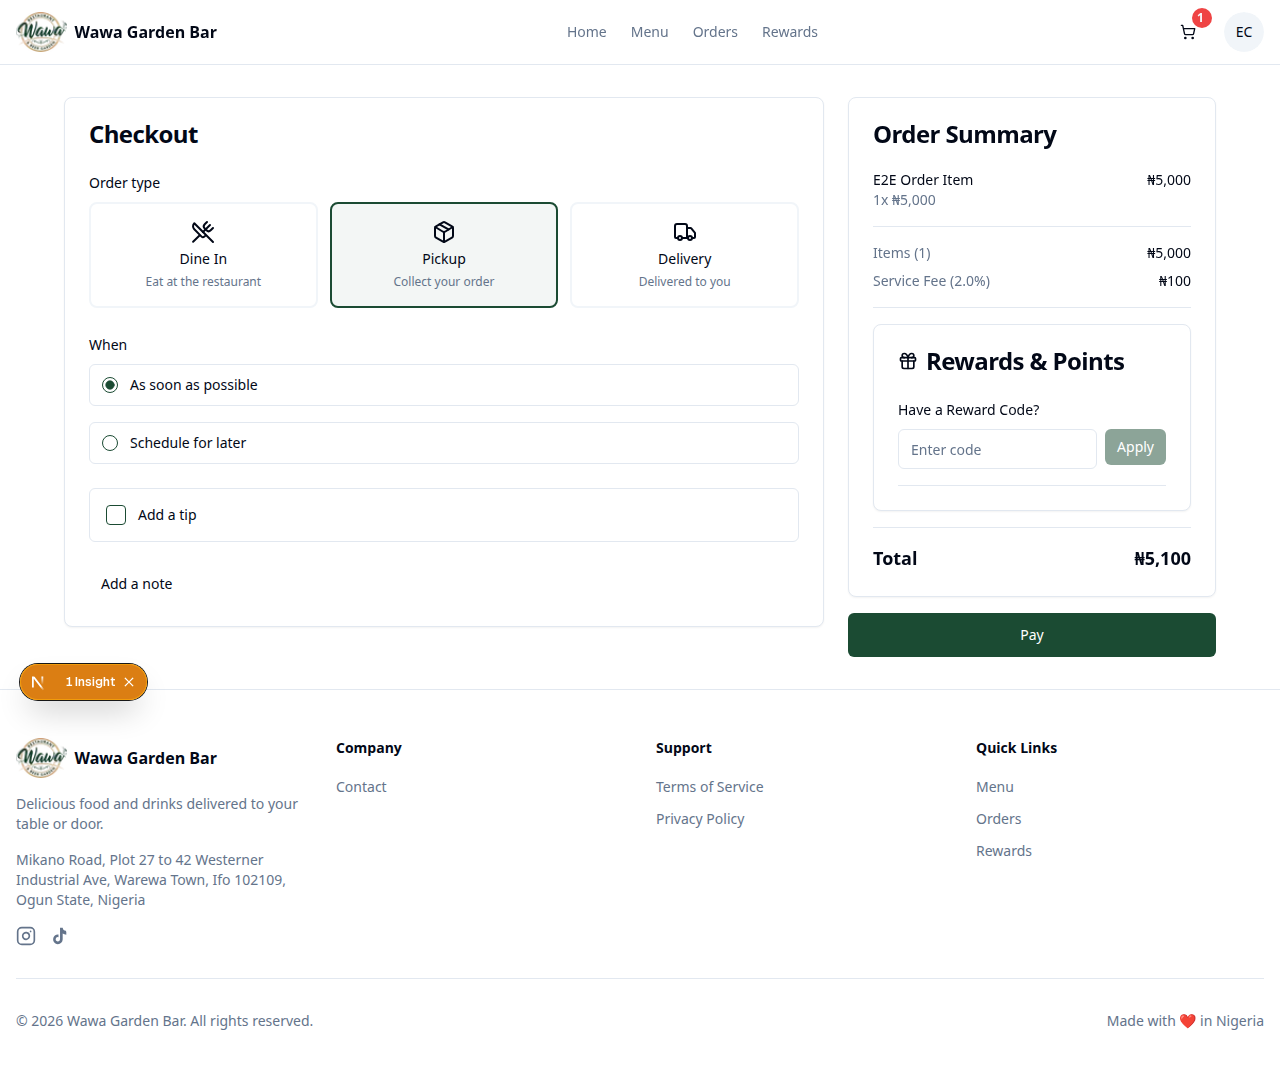 Wawa Garden Bar
Home
Menu
Orders
Rewards
1
EC
Checkout
Order type
Dine In
Eat at the restaurant
Pickup
Collect your order
Delivery
Delivered to you
When
As soon as possible
Schedule for later
Add a tip
Add a note
Order Summary
E2E Order Item ₦5,000
1x ₦5,000
Items (1) ₦5,000
Service Fee (2.0%) ₦100
Rewards & Points
Have a Reward Code?
Enter code
Apply
Total ₦5,100
Pay
1 Insight
Wawa
Wawa Garden Bar
Delicious food and drinks delivered to your
table or door.
Mikano Road, Plot 27 to 42 Westerner
Industrial Ave, Warewa Town, Ifo 102109,
Ogun State, Nigeria
Company
Contact
Support
Terms of Service
Privacy Policy
Quick Links
Menu
Orders
Rewards
© 2026 Wawa Garden Bar. All rights reserved.
Made with ❤️ in Nigeria